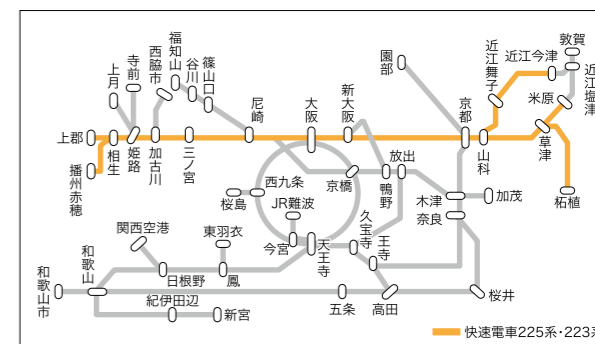 敦賀
近江今津
近江塩津
近江舞子
米原
園部
京都
新大阪
大阪
尼崎
篠山口
谷川
福知山
西脇市
寺前
上月
上郡
相生
姫路
加古川
三ノ宮
山科
草津
播州赤穂
柘植
放出
鴫野
京橋
西九条
桜島
JR難波
木津
加茂
奈良
久宝寺
王寺
天王寺
今宮
東羽衣
関西空港
和歌山
和歌山市
日根野
鳳
紀伊田辺
新宮
五条
高田
桜井
快速電車225系・223系